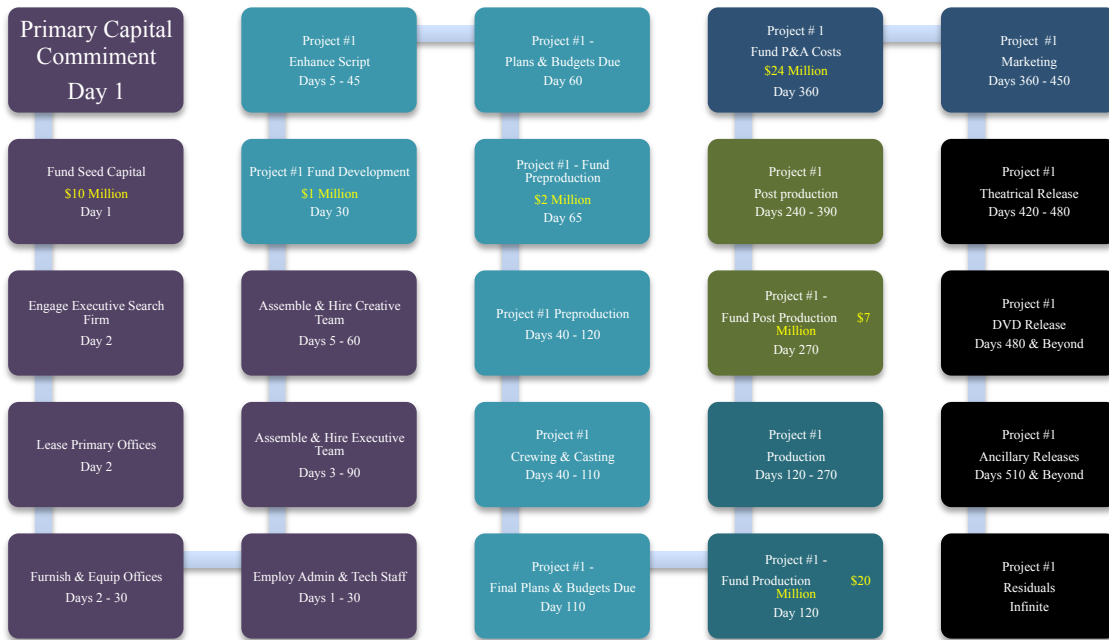 Primary Capital
Commiment
Day 1
Fund Seed Capital
$10 Million
Day 1
Engage Executive Search
Firm
Day 2
Lease Primary Offices
Day 2
Furnish & Equip Offices
Days 2 - 30
Employ Admin & Tech Staff
Days 1 - 30
Assemble & Hire Executive
Team
Days 3 - 90
Assemble & Hire Creative
Team
Days 5 - 60
Project #1 Fund Development
$1 Million
Day 30
Project #1
Enhance Script
Days 5 - 45
Project #1 -
Plans & Budgets Due
Day 60
Project #1 - Fund
Preproduction
$2 Million
Day 65
Project #1 Preproduction
Days 40 - 120
Project #1
Crewing & Casting
Days 40 - 110
Project #1 -
Final Plans & Budgets Due
Day 110
Project #1 -
Fund Production $20
Million
Day 120
Project #1
Production
Days 120 - 270
Project #1 -
Fund Post Production $7
Million
Day 270
Project #1
Post production
Days 240 - 390
Project # 1
Fund P&A Costs
$24 Million
Day 360
Project #1
Marketing
Days 360 - 450
Project #1
Theatrical Release
Days 420 - 480
Project #1
DVD Release
Days 480 & Beyond
Project #1
Ancillary Releases
Days 510 & Beyond
Project #1
Residuals
Infinite